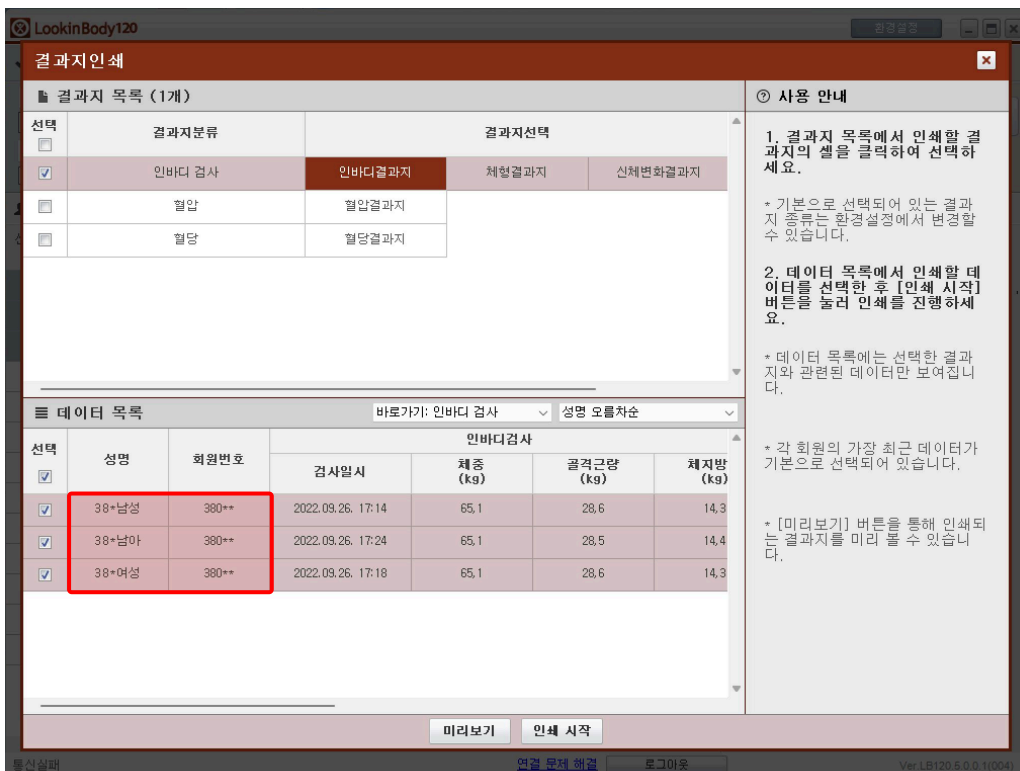 LookinBody120
환경설정
결과지인쇄
결과지 목록 (1개)
선택
결과지분류
결과지선택
인바디 검사
인바디결과지
체형결과지
신체변화결과지
혈압
혈압결과지
혈당
혈당결과지
데이터 목록
바로가기: 인바디 검사
성명 오름차순
선택
성명
회원번호
인바디검사
검사일시
체중
(kg)
골격근량
(kg)
체지방
(kg)
38*남성
380**
2022.09.26. 17:14
65.1
28.6
14.3
38*남아
380**
2022.09.26. 17:24
65.1
28.5
14.4
38*여성
380**
2022.09.26. 17:18
65.1
28.6
14.3
사용 안내
1. 결과지 목록에서 인쇄할 결
과지의 셀을 클릭하여 선택하
세요.
* 기본으로 선택되어 있는 결과
지 종류는 환경설정에서 변경할
수 있습니다.
2. 데이터 목록에서 인쇄할 데
이터를 선택한 후 [인쇄 시작]
버튼을 눌러 인쇄를 진행하세
요.
* 데이터 목록에는 선택한 결과
지와 관련된 데이터만 보여집니
다.
* 각 회원의 가장 최근 데이터가
기본으로 선택되어 있습니다.
* [미리보기] 버튼을 통해 인쇄되
는 결과지를 미리 볼 수 있습니
다.
미리보기
인쇄 시작
통신실패
연결 문제 해결
로그아웃
Ver.LB120.5.0.0.1(004)